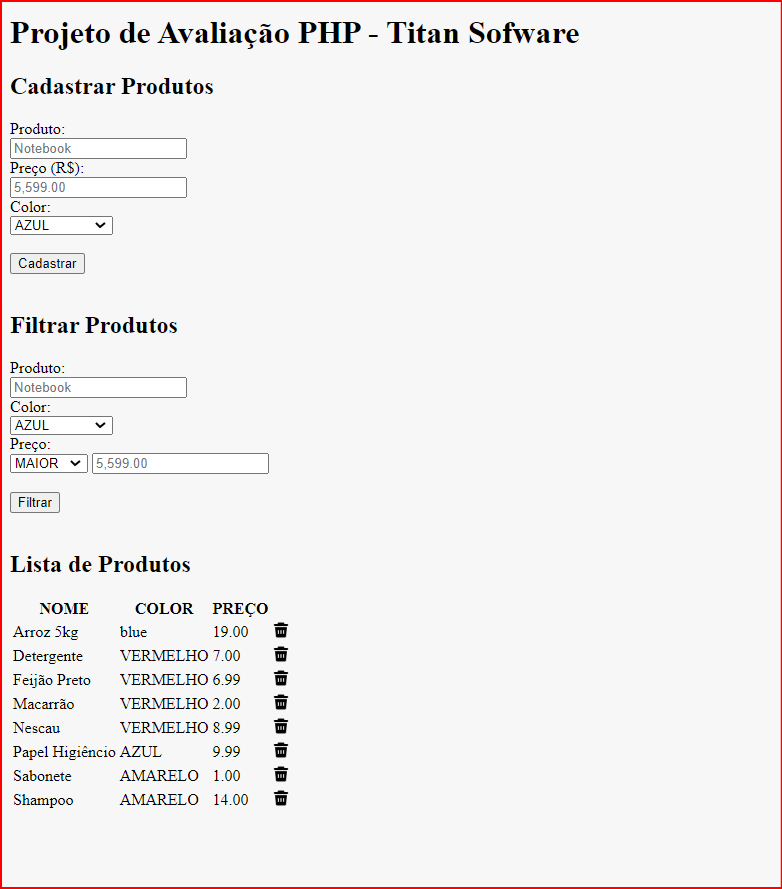 Projeto de Avaliação PHP - Titan Sofware
Cadastrar Produtos
Produto:
Notebook
Preço (R$):
5,599.00
Color:
AZUL
Cadastrar
Filtrar Produtos
Produto:
Notebook
Color:
AZUL
Preço:
MAIOR 5,599.00
Filtrar
Lista de Produtos
NOME COLOR PREÇO
Arroz 5kg blue 19.00
Detergente VERMELHO 7.00
Feijão Preto VERMELHO 6.99
Macarrão VERMELHO 2.00
Nescau VERMELHO 8.99
Papel Higiêncio AZUL 9.99
Sabonete AMARELO 1.00
Shampoo AMARELO 14.00